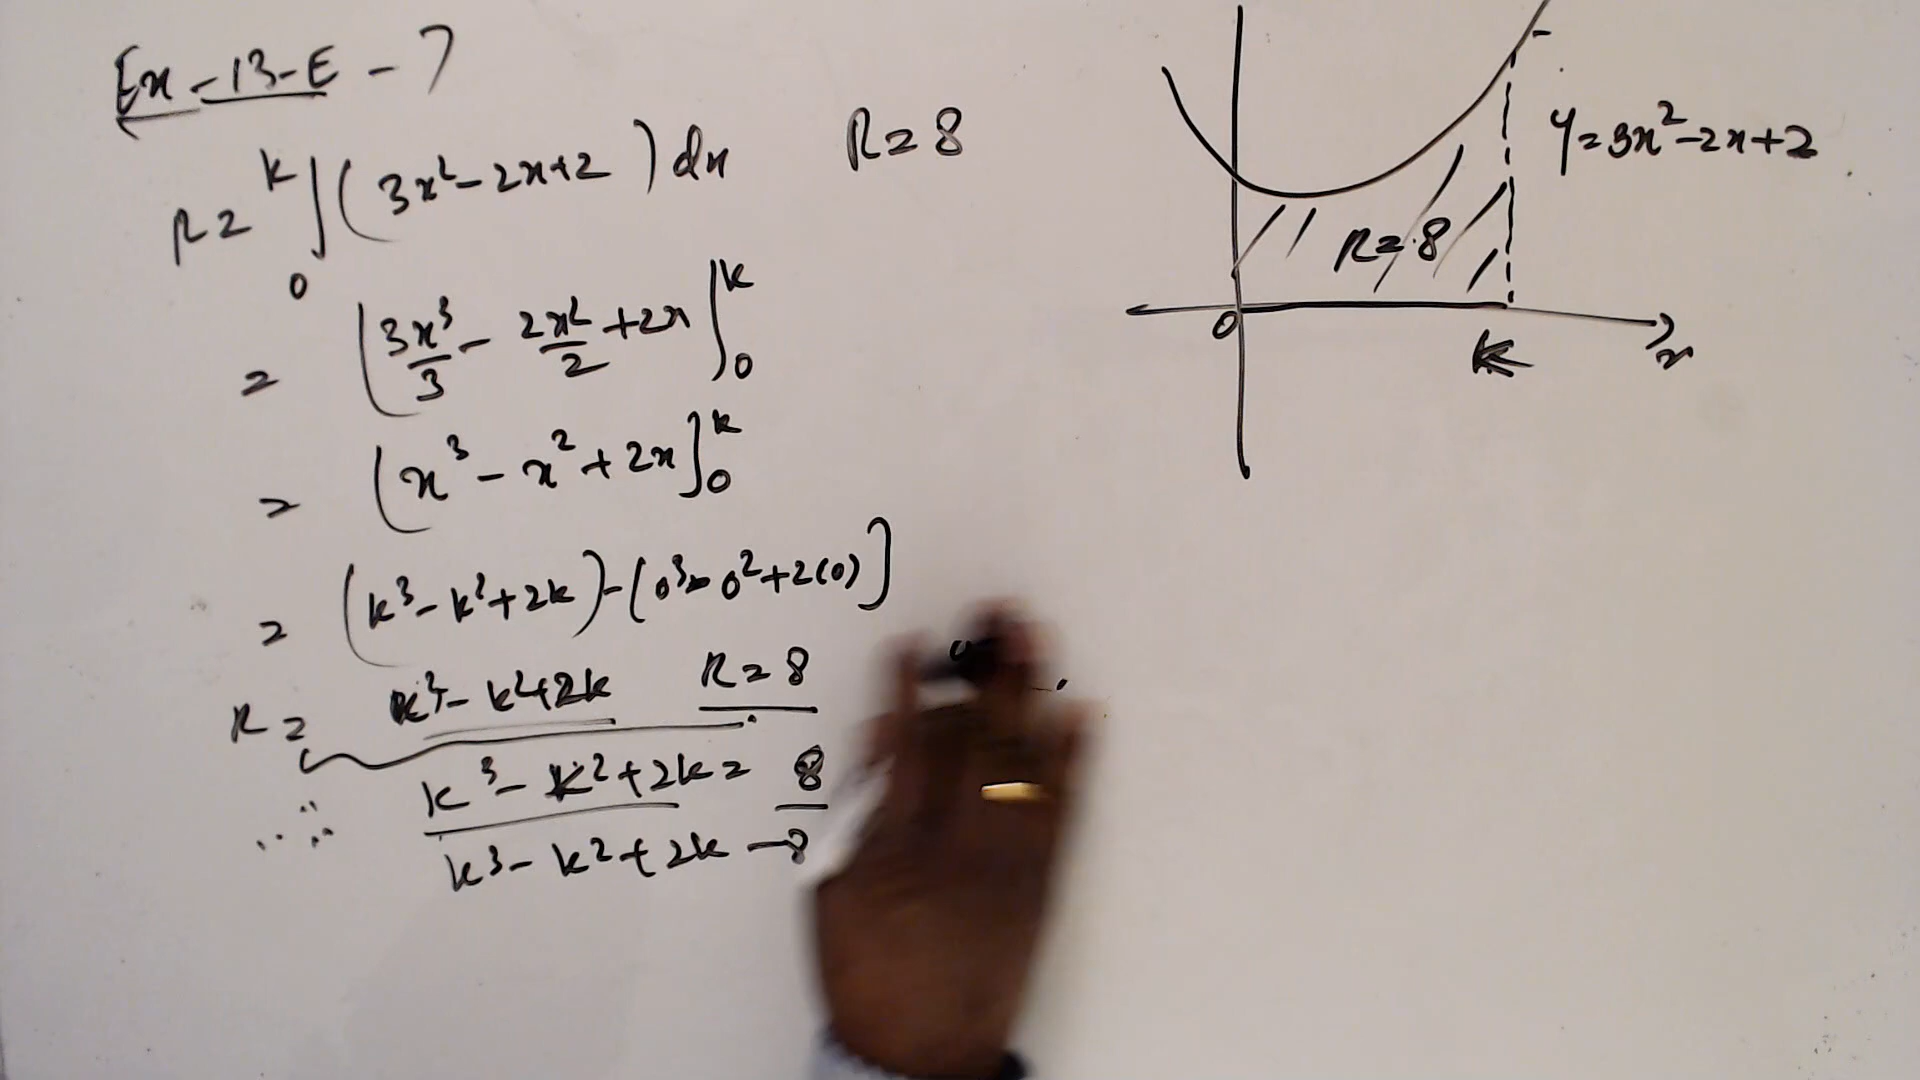 Ex-13-E-7
R = ∫₀ᵏ (3x²-2x+2) dx R=8
= [3x³/3 - 2x²/2 + 2x]₀ᵏ
= [x³ - x² + 2x]₀ᵏ
= [(k³-k²+2k)-(0³-0²+2(0)]
R = k³-k²+2k R=8
∴ k³-k²+2k = 8
k³-k²+2k-8
y=3x²-2x+2
R=8
0
k
x